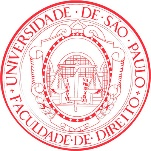 UNIVERSIDADE · DE · SÃO · PAULO
FACULDADE · DE · DIREITO